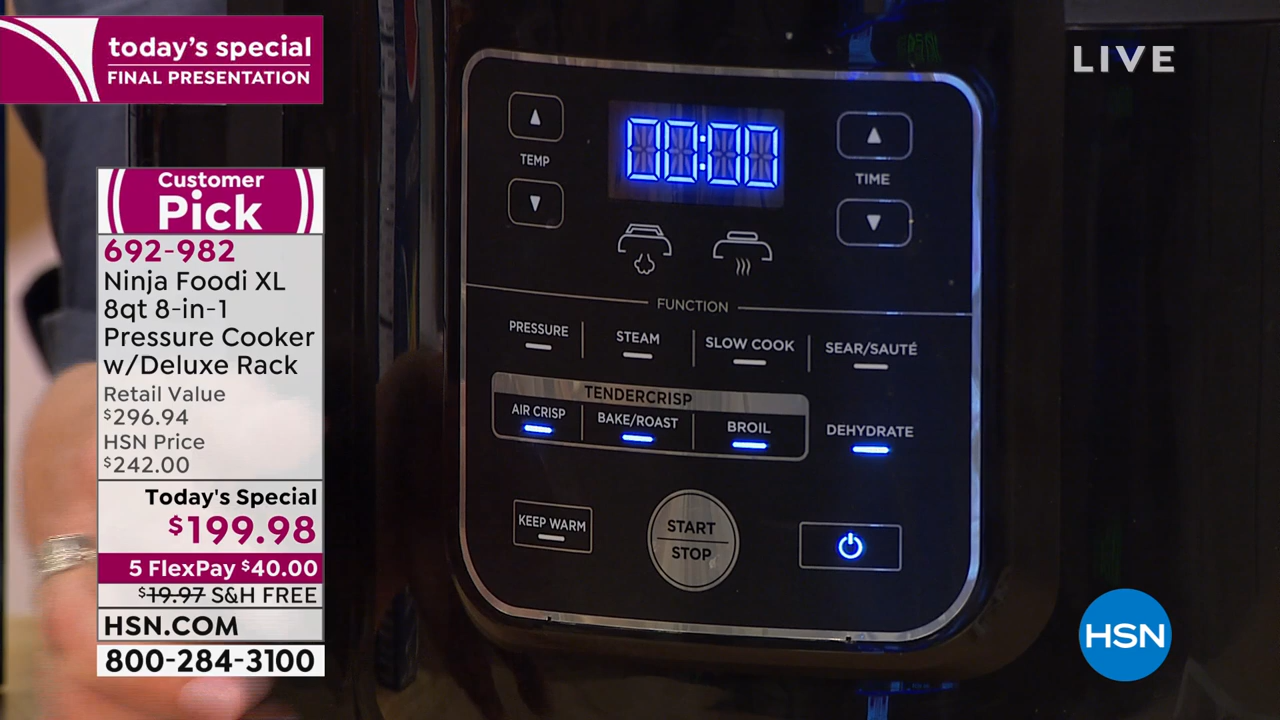 today's special
FINAL PRESENTATION
LIVE
Customer
Pick
692-982
Ninja Foodi XL
8qt 8-in-1
Pressure Cooker
w/Deluxe Rack
Retail Value
$296.94
HSN Price
$242.00
Today's Special
$199.98
5 FlexPay $40.00
$19.97 S&H FREE
HSN.COM
800-284-3100
00:00
TEMP
TIME
FUNCTION
PRESSURE
STEAM
SLOW COOK
SEAR/SAUTÉ
TENDERCRISP
AIR CRISP
BAKE/ROAST
BROIL
DEHYDRATE
KEEP WARM
START
STOP
HSN